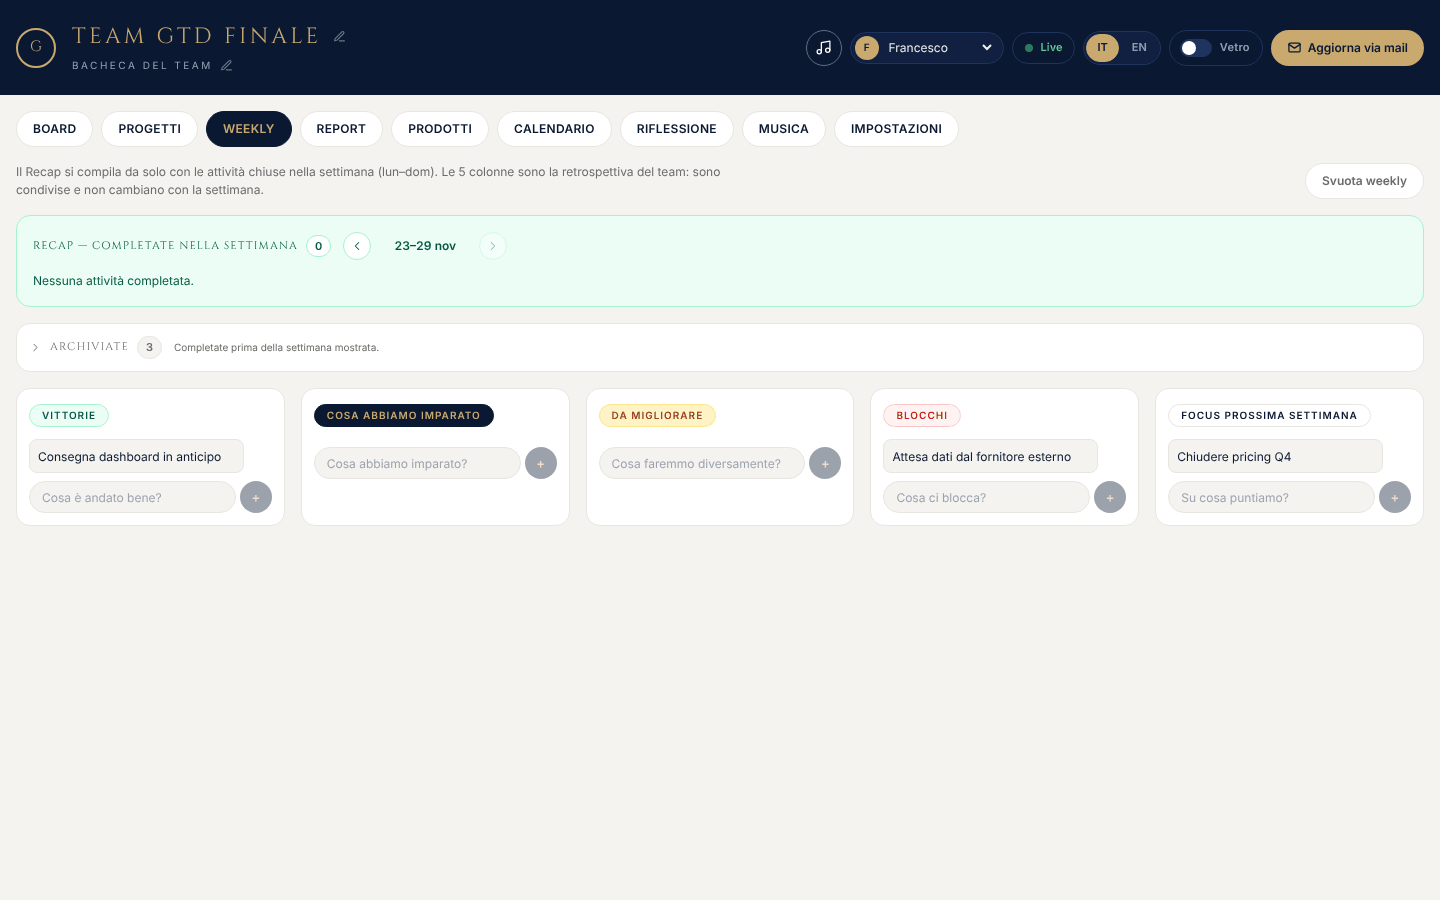 G
TEAM GTD FINALE
BACHECA DEL TEAM
F
Francesco
Live
IT
EN
Vetro
Aggiorna via mail
BOARD
PROGETTI
WEEKLY
REPORT
PRODOTTI
CALENDARIO
RIFLESSIONE
MUSICA
IMPOSTAZIONI
Il Recap si compila da solo con le attività chiuse nella settimana (lun–dom). Le 5 colonne sono la retrospettiva del team: sono
condivise e non cambiano con la settimana.
Svuota weekly
RECAP — COMPLETATE NELLA SETTIMANA
0
23–29 nov
Nessuna attività completata.
ARCHIVIATE
3
Completate prima della settimana mostrata.
VITTORIE
Consegna dashboard in anticipo
Cosa è andato bene?
+
COSA ABBIAMO IMPARATO
Cosa abbiamo imparato?
+
DA MIGLIORARE
Cosa faremmo diversamente?
+
BLOCCHI
Attesa dati dal fornitore esterno
Cosa ci blocca?
+
FOCUS PROSSIMA SETTIMANA
Chiudere pricing Q4
Su cosa puntiamo?
+